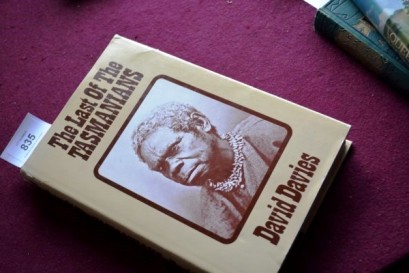 The Last Of The
TASMANIANS
David Davies
835